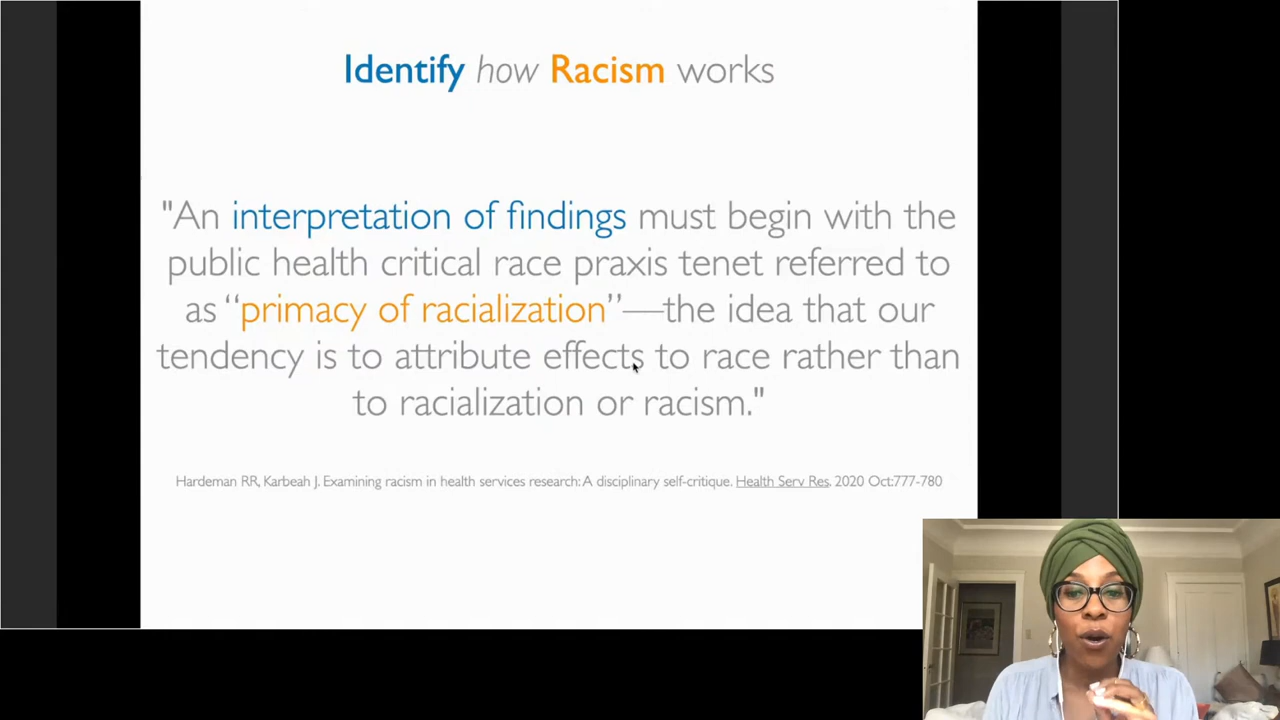 Identify how Racism works
"An interpretation of findings must begin with the
public health critical race praxis tenet referred to
as “primacy of racialization”—the idea that our
tendency is to attribute effects to race rather than
to racialization or racism."
Hardeman RR, Karbeah J. Examining racism in health services research: A disciplinary self-critique. Health Serv Res. 2020 Oct:777-780